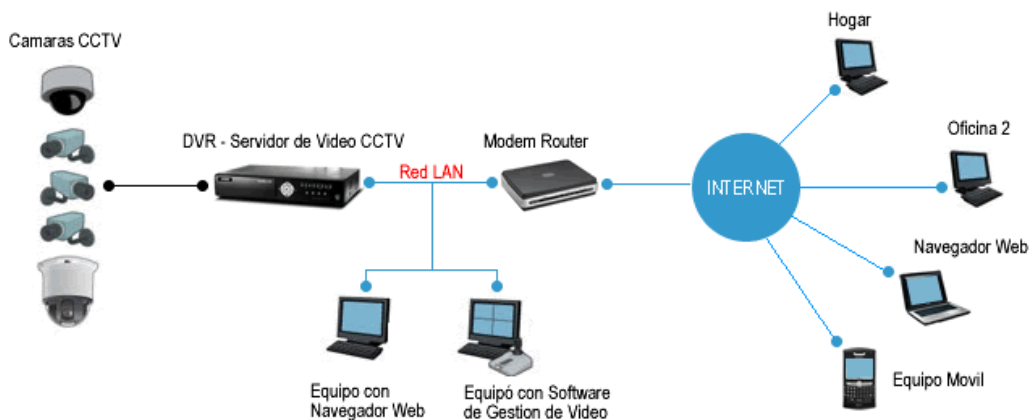 Hogar
Camaras CCTV
Oficina 2
DVR - Servidor de Video CCTV
Modem Router
Red LAN
INTERNET
Navegador Web
Equipo con
Navegador Web
Equipó con Software
de Gestion de Video
Equipo Movil